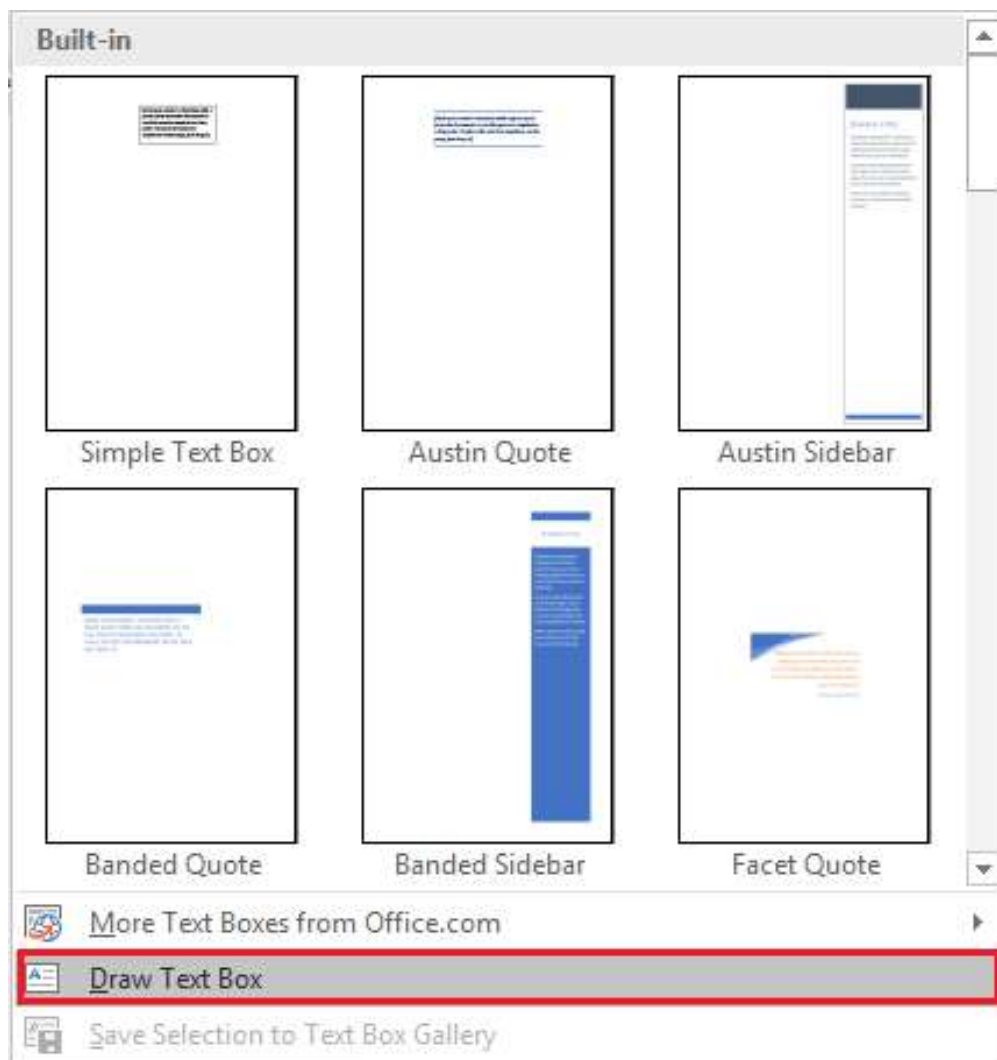 Built-in
Simple Text Box
Austin Quote
Austin Sidebar
Banded Quote
Banded Sidebar
Facet Quote
More Text Boxes from Office.com
Draw Text Box
Save Selection to Text Box Gallery